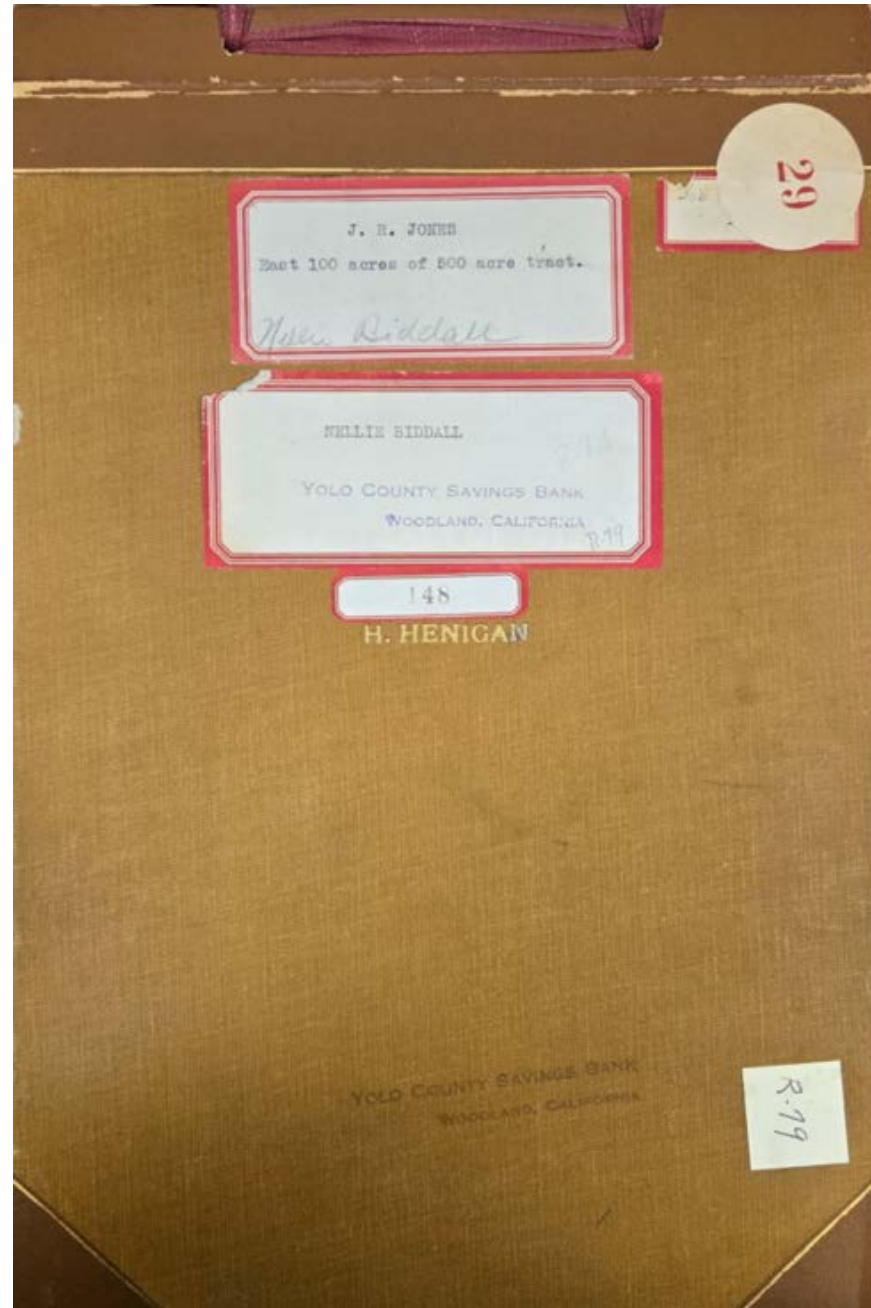 29
J. R. JONES
East 100 acres of 500 acre tract.
Biddall
NELLIE BIDDALL
YOLO COUNTY SAVINGS BANK
WOODLAND, CALIFORNIA
R.79
148
H. HENIGAN
YOLO COUNTY SAVINGS BANK
WOODLAND, CALIFORNIA
R.79